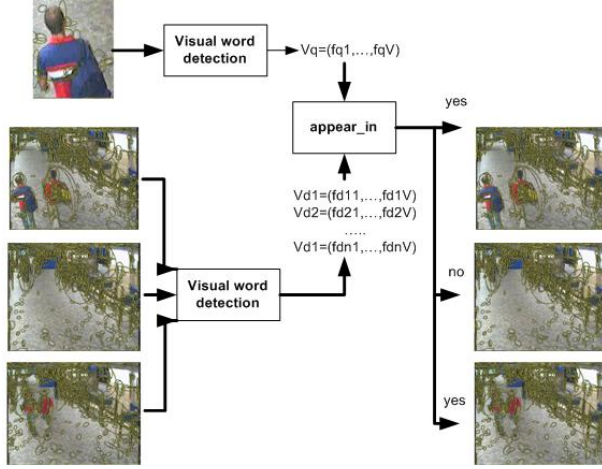 Visual word
detection
Vq=(fq1,...,fqV)
yes
appear_in
Vd1=(fd11,...,fd1V)
Vd2=(fd21,...,fd2V)
.....
Vd1=(fdn1,...,fdnV)
no
Visual word
detection
yes